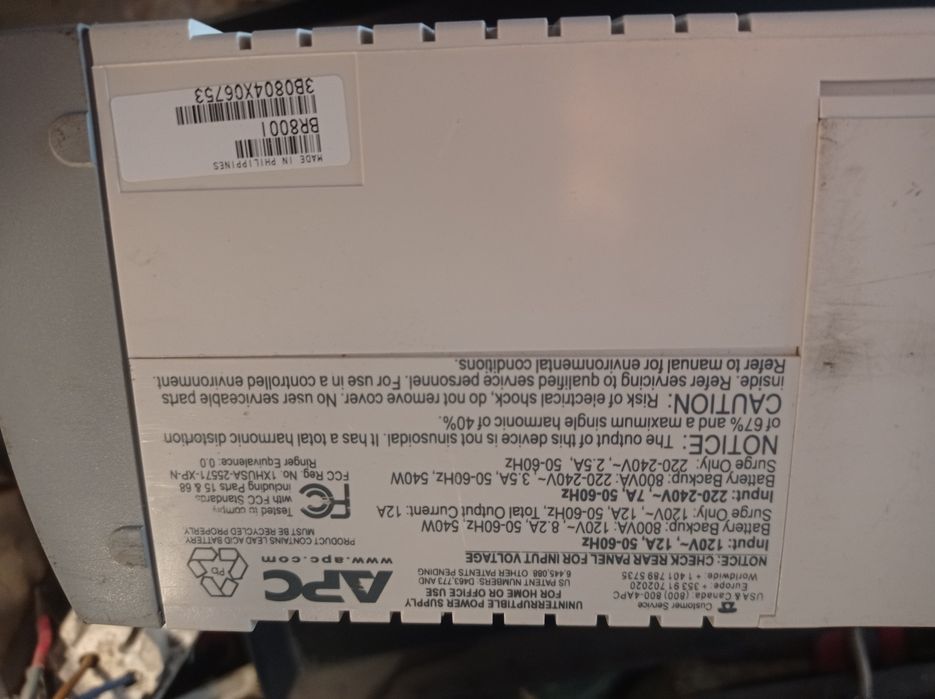 Customer Service
USA & Canada: (800) 800-4APC
Europe + 353 91 702020
Worldwide: + 1 401 789 5735
UNINTERRUPTIBLE POWER SUPPLY
FOR HOME OR OFFICE USE
US PATENT NUMBERS: D463,773 AND
6,445,088 OTHER PATENTS PENDING
APC
www.apc.com
NOTICE: CHECK REAR PANEL FOR INPUT VOLTAGE
Input: 120V~, 12A, 50-60Hz
Battery Backup: 800VA: 120V~, 8.2A, 50-60Hz, 540W
Surge Only: 120V~, 12A, 50-60Hz, Total Output Current: 12A
Input: 220-240V~, 7A, 50-60Hz
Battery Backup: 800VA: 220-240V~, 3.5A, 50-60Hz, 540W
Surge Only: 220-240V~, 2.5A, 50-60Hz
Pb
PRODUCT CONTAINS LEAD ACID BATTERY
MUST BE RECYCLED PROPERLY
FC
Tested to comply
with FCC Standards
including Parts 15 & 68
FCC Reg. No. 1XHUSA-25571-XP-N
Ringer Equivalence: 0.0
NOTICE: The output of this device is not sinusoidal. It has a total harmonic distortion
of 67% and a maximum single harmonic of 40%.
CAUTION: Risk of electrical shock, do not remove cover. No user serviceable parts
inside. Refer servicing to qualified service personnel. For use in a controlled environment.
Refer to manual for environmental conditions.
MADE IN PHILIPPINES
BR800I
3B0804X06753